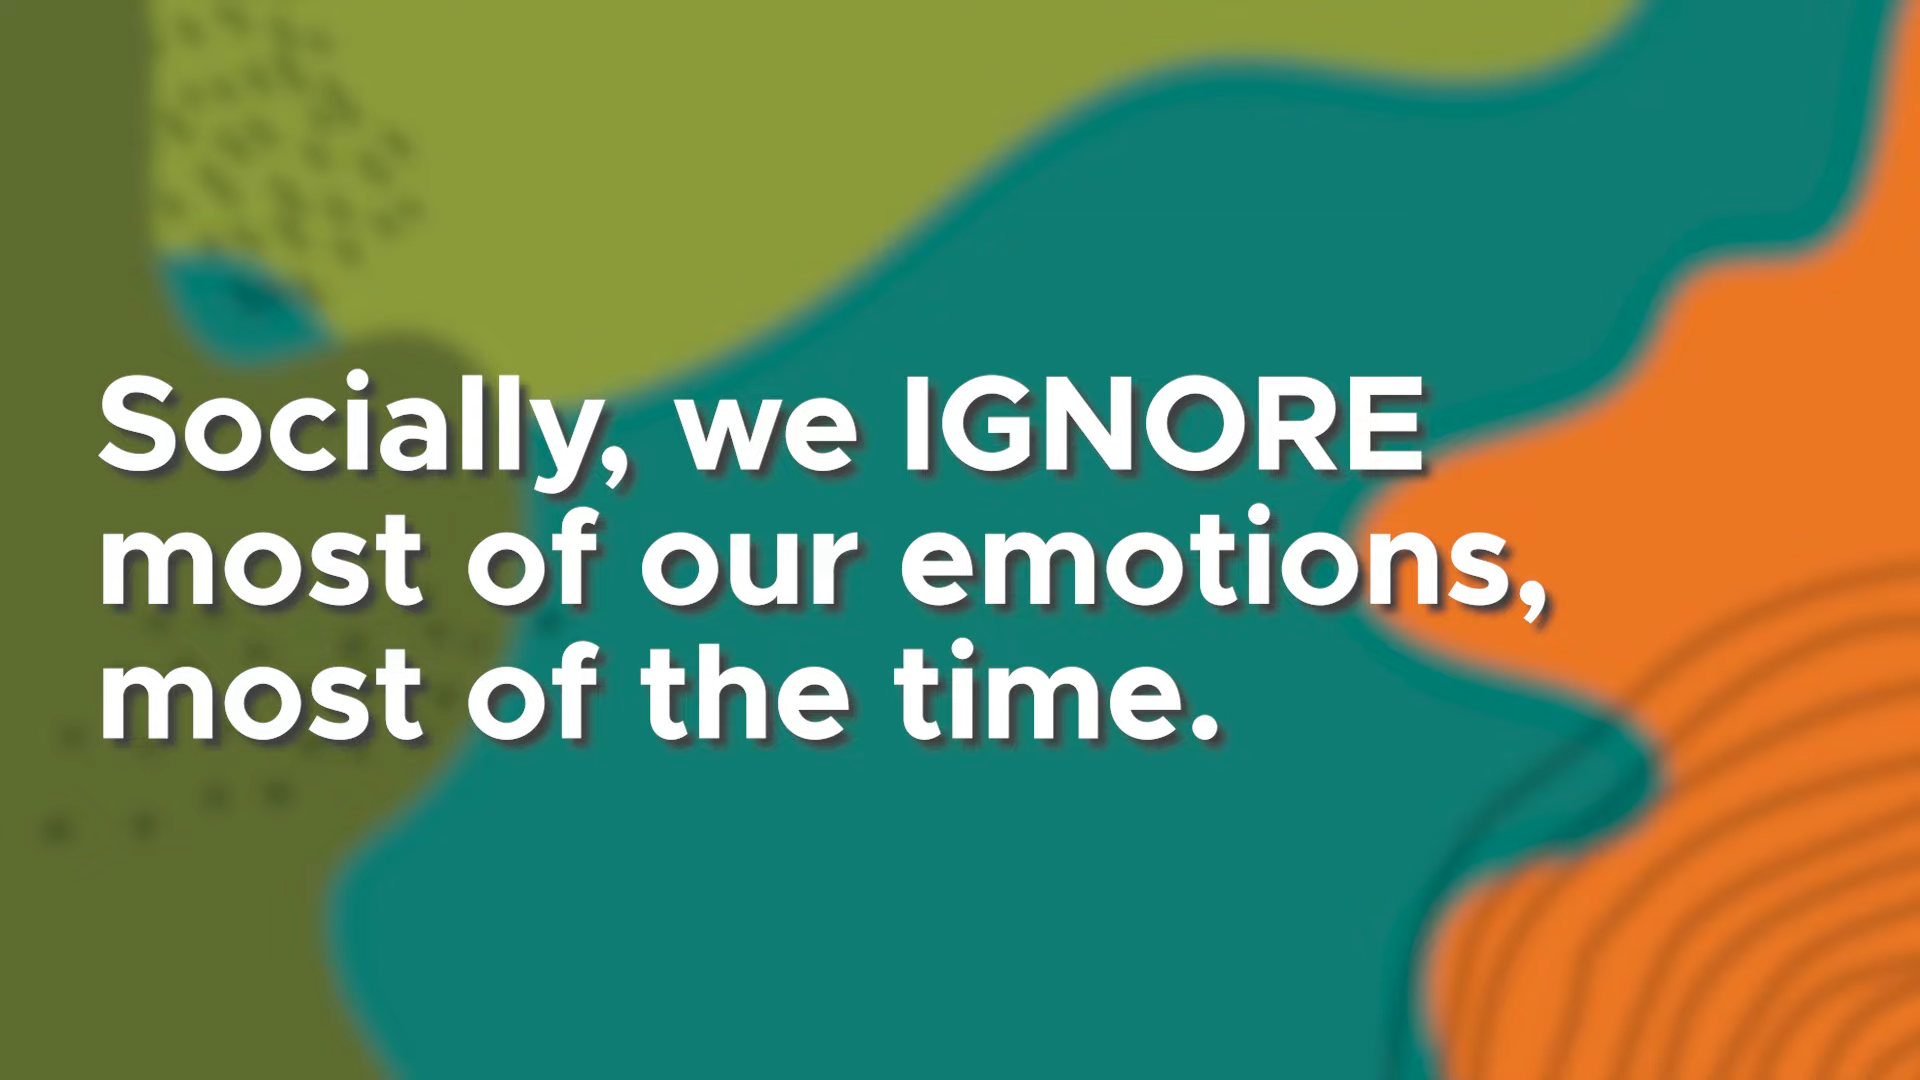 Socially, we IGNORE
most of our emotions,
most of the time.